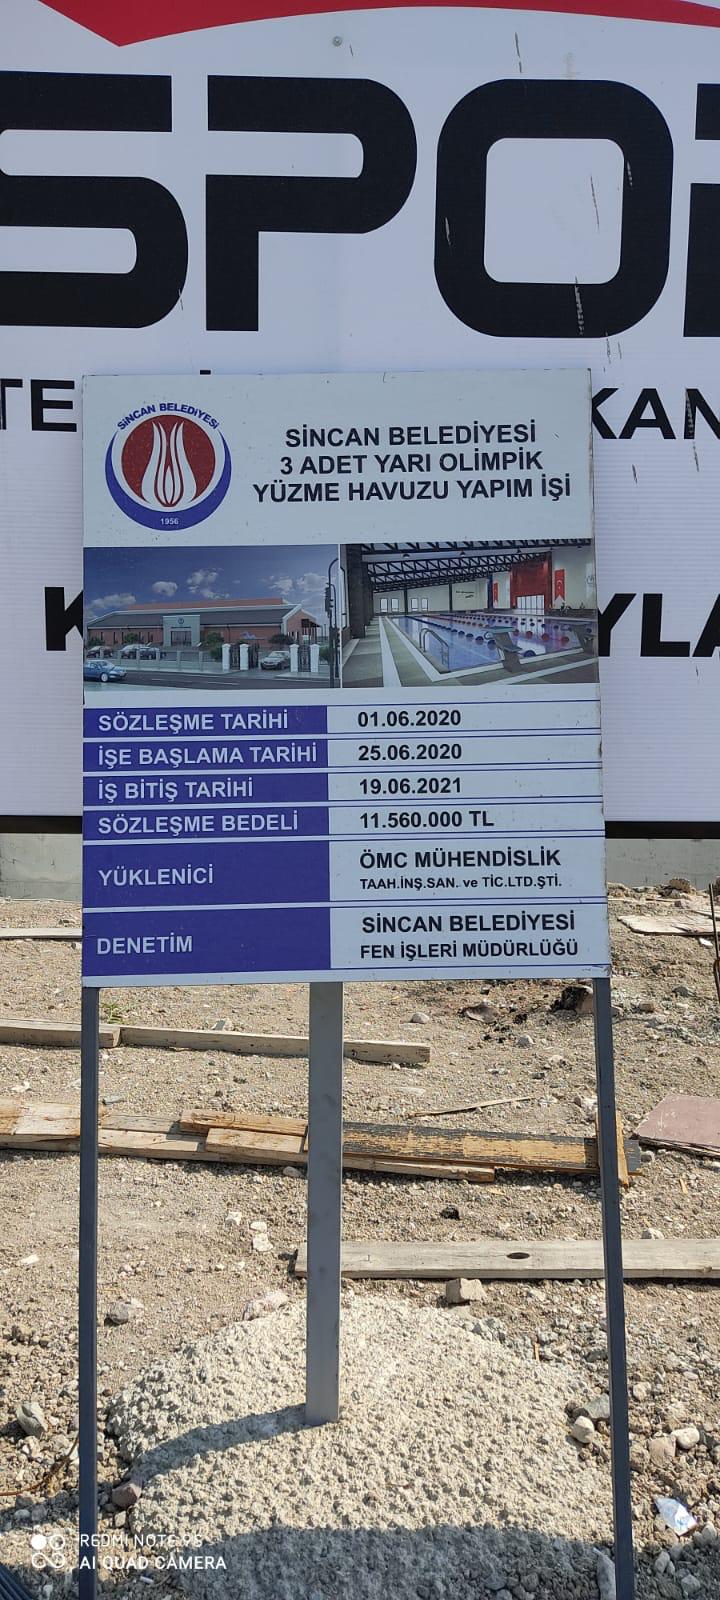 SPO
TE
KAN
K
YLA
SİNCAN BELEDİYESİ
1956
SİNCAN BELEDİYESİ
3 ADET YARI OLİMPİK
YÜZME HAVUZU YAPIM İŞİ
SÖZLEŞME TARİHİ 01.06.2020
İŞE BAŞLAMA TARİHİ 25.06.2020
İŞ BİTİŞ TARİHİ 19.06.2021
SÖZLEŞME BEDELİ 11.560.000 TL
YÜKLENİCİ ÖMC MÜHENDİSLİK
TAAH.İNŞ.SAN. ve TİC.LTD.ŞTİ.
DENETİM SİNCAN BELEDİYESİ
FEN İŞLERİ MÜDÜRLÜĞÜ
REDMI NOTE 9S
AI QUAD CAMERA